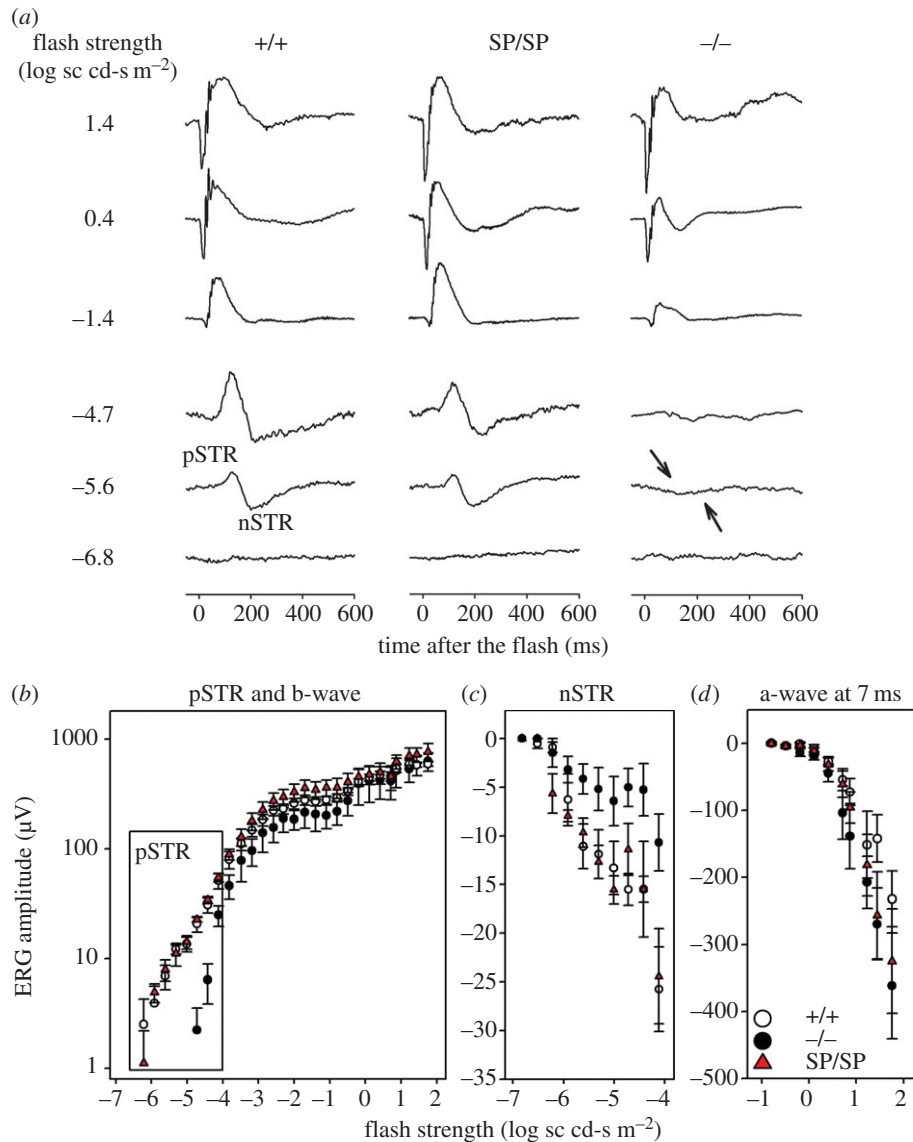 (a)
flash strength
(log sc cd-s m⁻²)
+/+ SP/SP –/–
1.4
0.4
–1.4
–4.7
pSTR
–5.6
nSTR
–6.8
0 200 400 600 0 200 400 600 0 200 400 600
time after the flash (ms)
(b) pSTR and b-wave (c) nSTR (d) a-wave at 7 ms
ERG amplitude (µV)
1000
100
10
1
pSTR
–7 –6 –5 –4 –3 –2 –1 0 1 2
0
–5
–10
–15
–20
–25
–30
–35
–8 –7 –6 –5 –4
0
–100
–200
–300
–400
–500
+/+
–/–
SP/SP
–1 0 1 2
flash strength (log sc cd-s m⁻²)